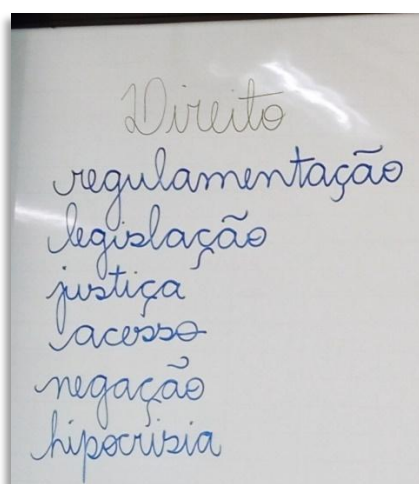 Direito
regulamentação
legislação
justiça
acesso
negação
hipocrisia